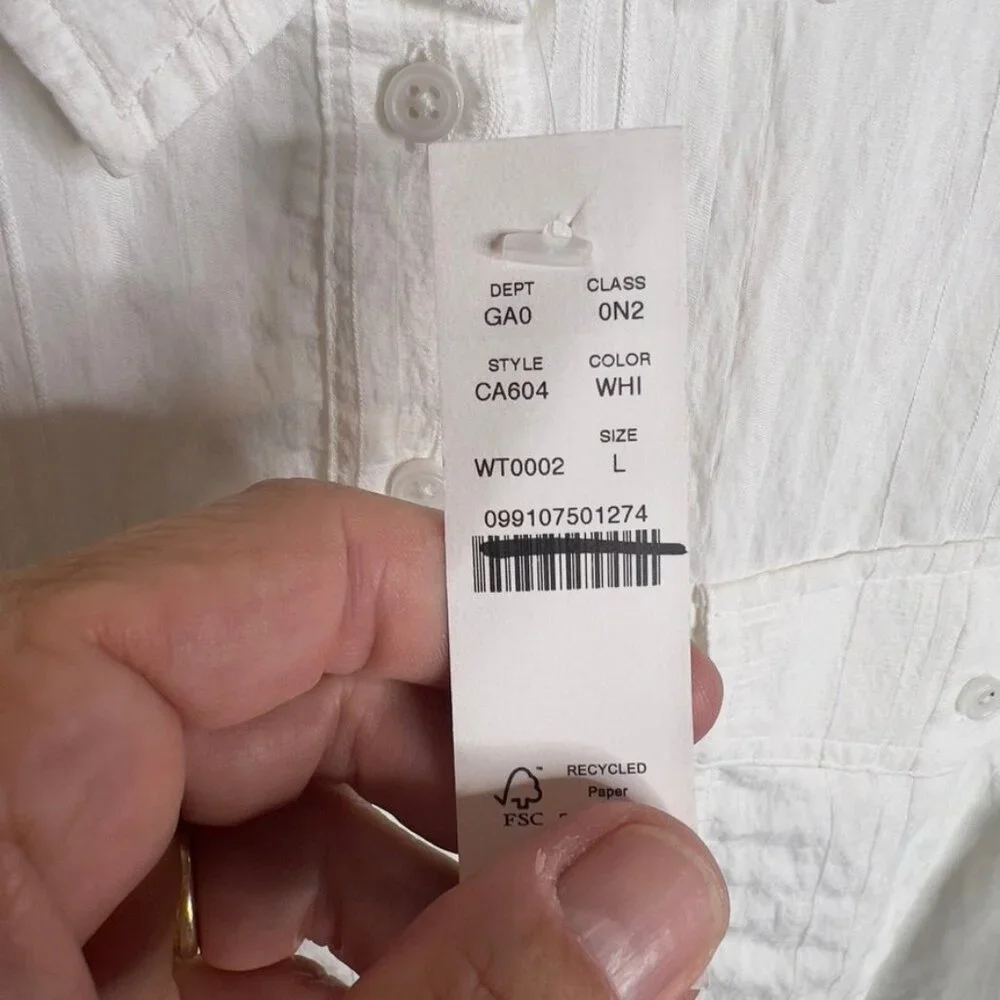 DEPT CLASS
GA0 0N2
STYLE COLOR
CA604 WHI
SIZE
WT0002 L
099107501274
RECYCLED
Paper
FSC